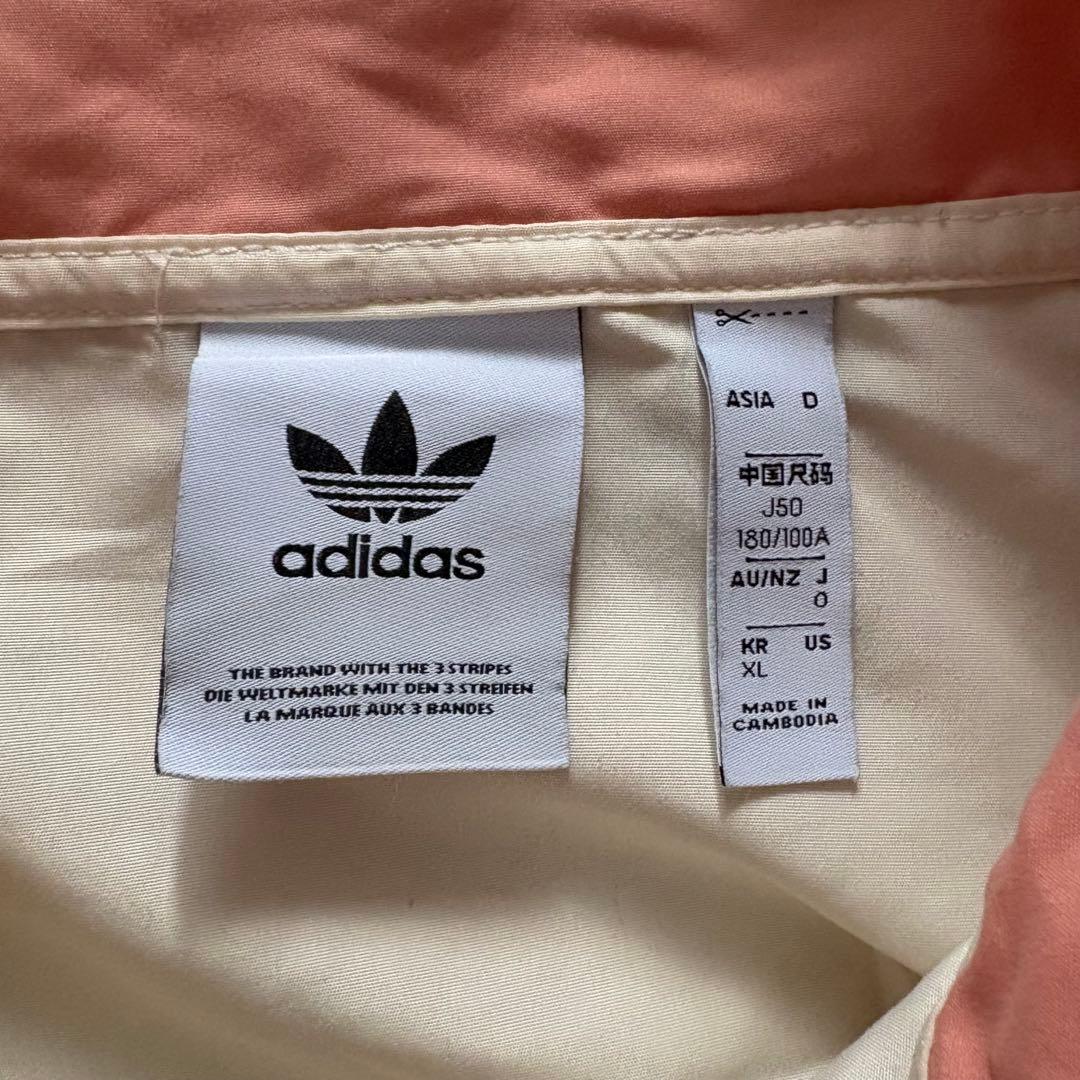 adidas
THE BRAND WITH THE 3 STRIPES
DIE WELTMARKE MIT DEN 3 STREIFEN
LA MARQUE AUX 3 BANDES
ASIA D
中国尺码
J50
180/100A
AU/NZ J
O
KR US
XL
MADE IN
CAMBODIA